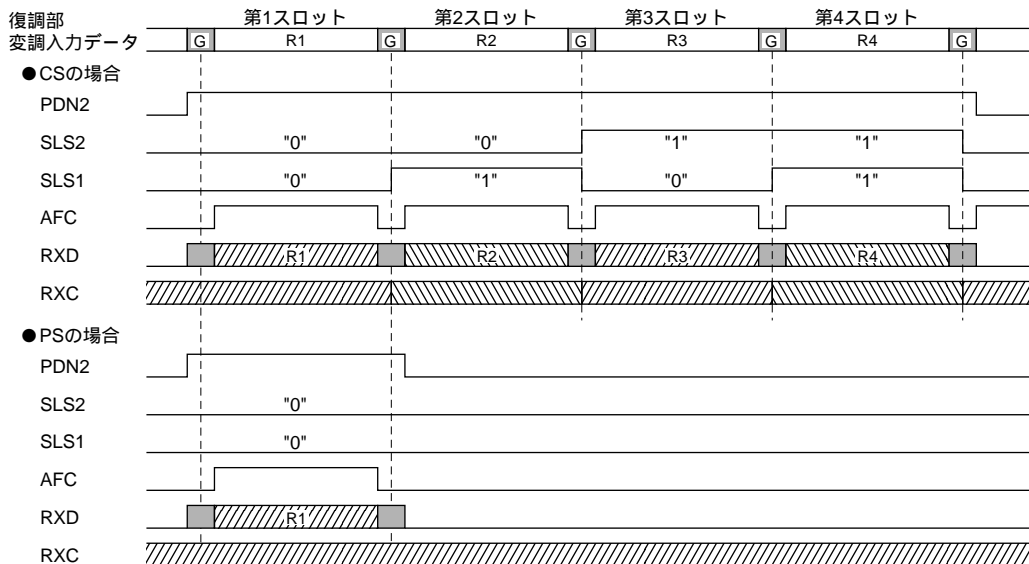 復調部 第1スロット 第2スロット 第3スロット 第4スロット
変調入力データ G R1 G R2 G R3 G R4 G
●CSの場合
PDN2
SLS2 "0" "0" "1" "1"
SLS1 "0" "1" "0" "1"
AFC
RXD R1 R2 R3 R4
RXC
●PSの場合
PDN2
SLS2 "0"
SLS1 "0"
AFC
RXD R1
RXC